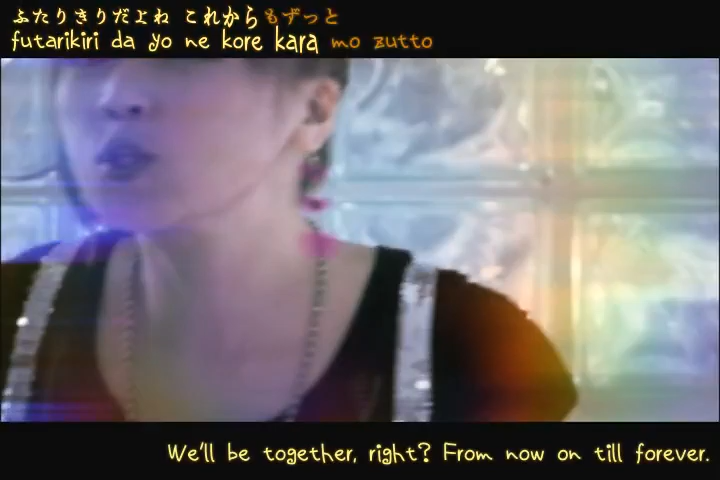 ふたりきりだよね これからもずっと
futarikiri da yo ne kore kara mo zutto
We'll be together, right? From now on till forever.